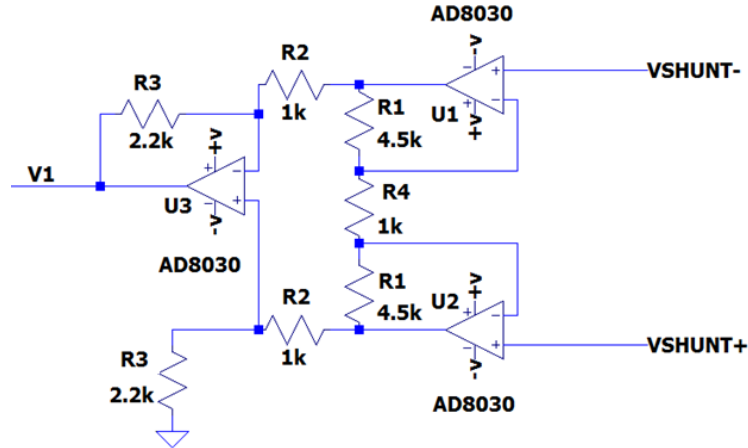 AD8030
-v
R2
VSHUNT-
R3
R1
U1
+v
1k
4.5k
2.2k
+v
V1
R4
U3
1k
-v
AD8030
R1
U2
+v
R2
4.5k
R3
1k
VSHUNT+
2.2k
-v
AD8030